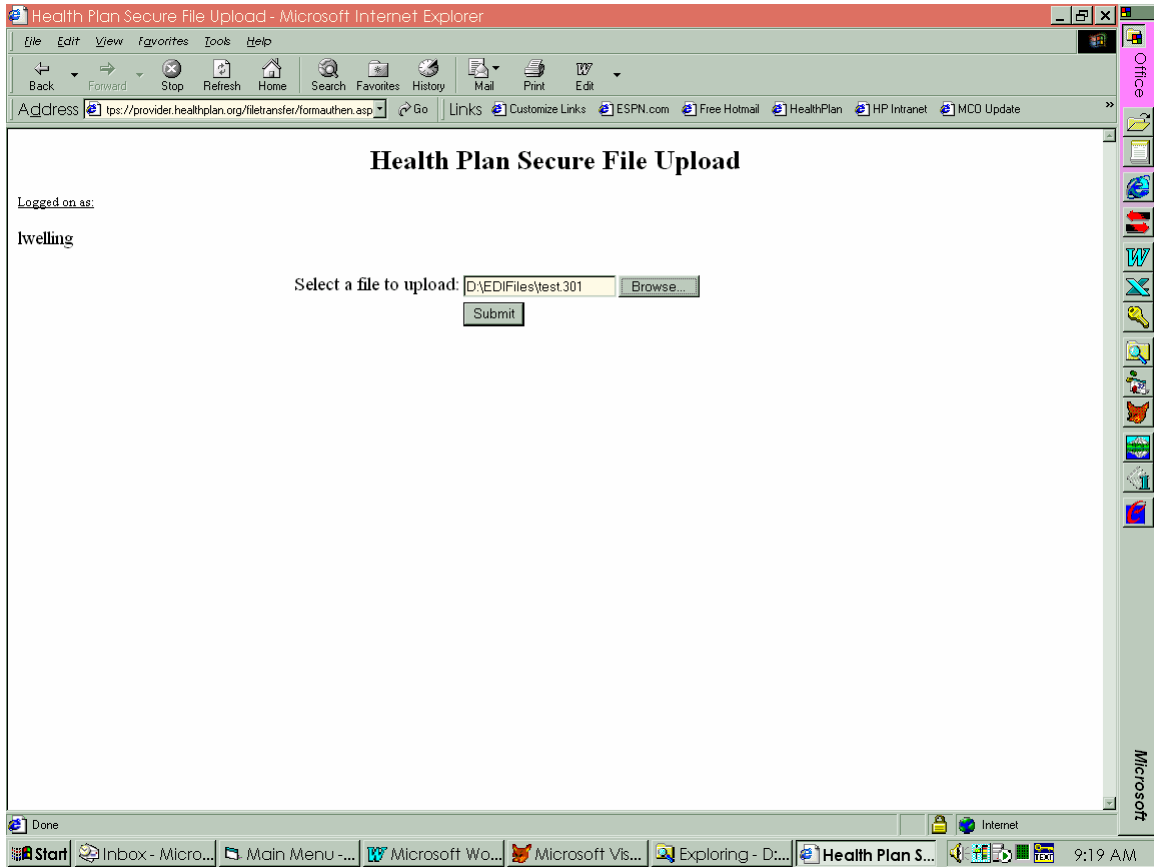 Health Plan Secure File Upload - Microsoft Internet Explorer
File Edit View Favorites Tools Help
Back Forward Stop Refresh Home Search Favorites History Mail Print Edit
Address tps://provider.healthplan.org/filetransfer/formauthen.asp Go Links Customize Links ESPN.com Free Hotmail HealthPlan HP Intranet MCO Update »
Office
Health Plan Secure File Upload
Logged on as:
lwelling
Select a file to upload: D:\EDIFiles\test.301 Browse...
Submit
Microsoft
Done Internet
Start Inbox - Micro... Main Menu -... Microsoft Wo... Microsoft Vis... Exploring - D:... Health Plan S... 9:19 AM